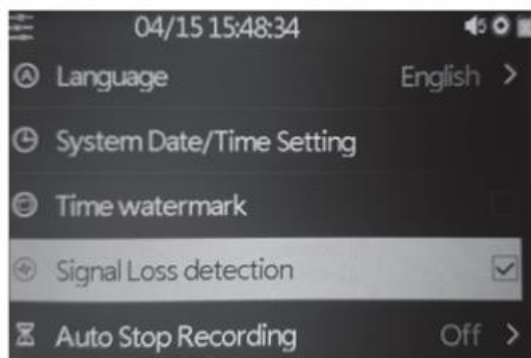 04/15 15:48:34 5
Language English >
System Date/Time Setting
Time watermark
Signal Loss detection
Auto Stop Recording Off >